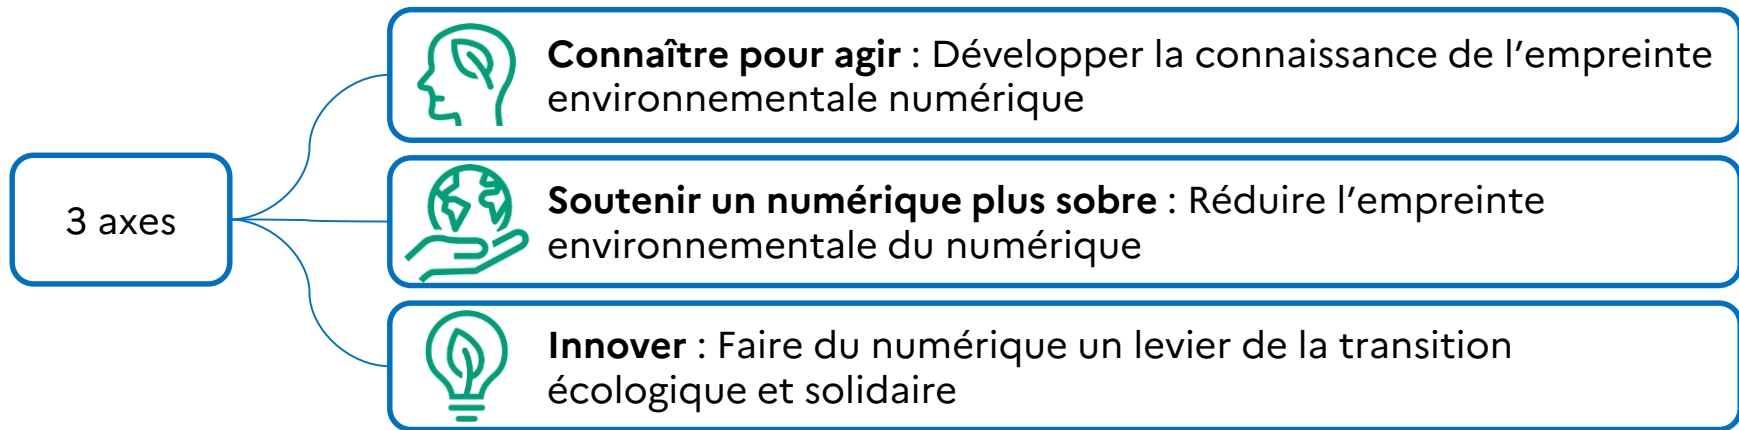 3 axes
Connaître pour agir : Développer la connaissance de l’empreinte
environnementale numérique
Soutenir un numérique plus sobre : Réduire l’empreinte
environnementale du numérique
Innover : Faire du numérique un levier de la transition
écologique et solidaire